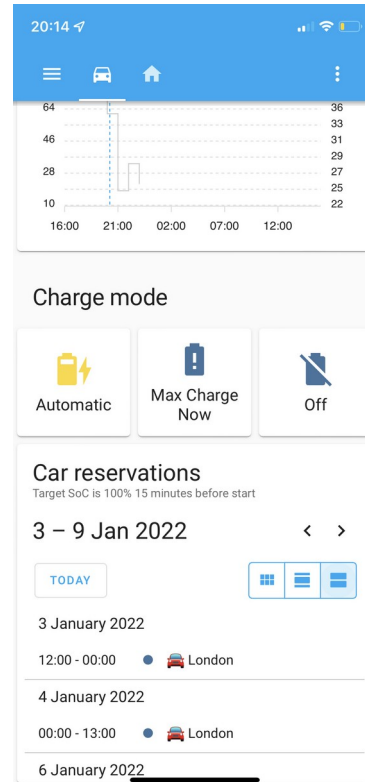 20:14
64 36
33
46 31
29
28 27
25
10 22
16:00 21:00 02:00 07:00 12:00
Charge mode
Automatic
Max Charge
Now
Off
Car reservations
Target SoC is 100% 15 minutes before start
3 – 9 Jan 2022
TODAY
3 January 2022
12:00 - 00:00 London
4 January 2022
00:00 - 13:00 London
6 January 2022